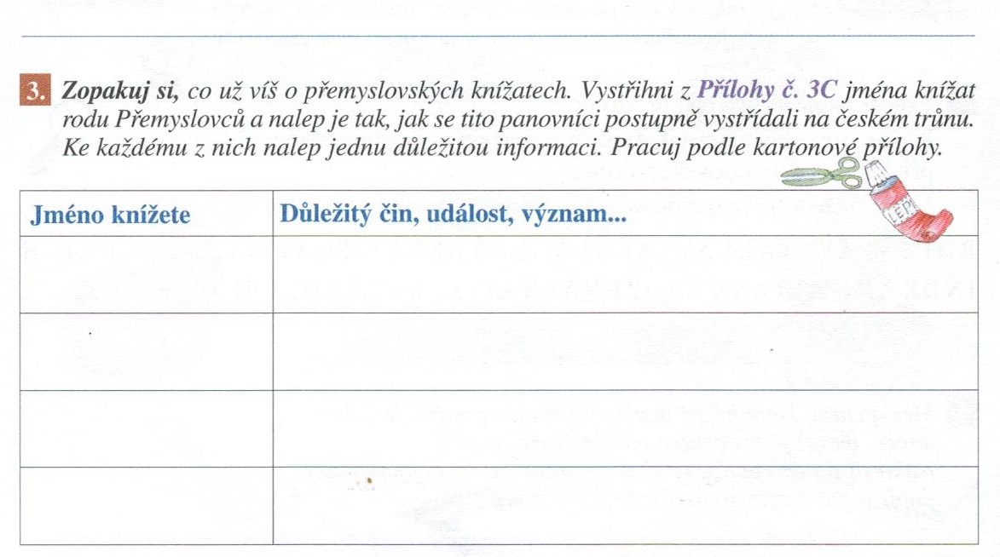 3. Zopakuj si, co už víš o přemyslovských knížatech. Vystřihni z Přílohy č. 3C jména knížat
rodu Přemyslovců a nalep je tak, jak se tito panovníci postupně vystřídali na českém trůnu.
Ke každému z nich nalep jednu důležitou informaci. Pracuj podle kartonové přílohy.
Jméno knížete
Důležitý čin, událost, význam...
LEPI